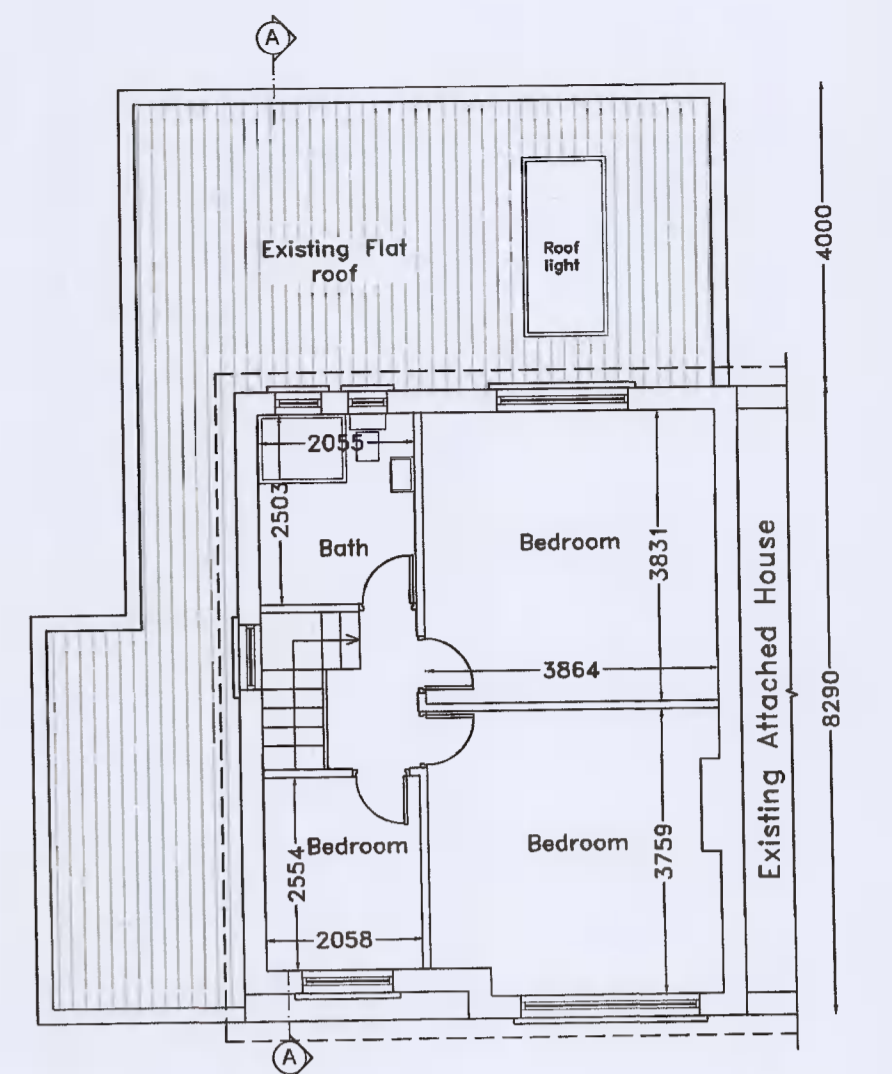 A
Existing Flat
roof
Roof
light
4000
2055
2503
Bath
Bedroom
3831
3864
8290
Existing Attached House
Bedroom
2554
2058
Bedroom
3759
A